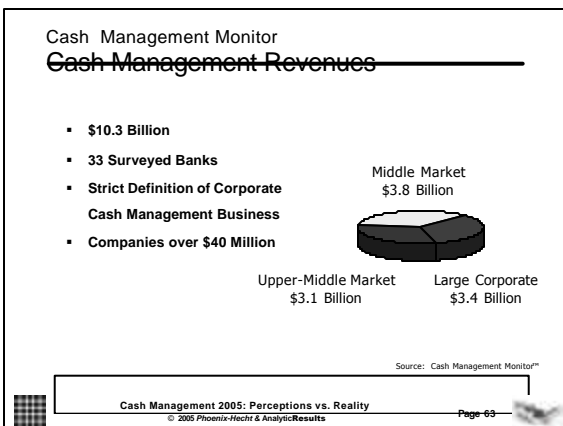 Cash Management Monitor
Cash Management Revenues
▪ $10.3 Billion
▪ 33 Surveyed Banks
▪ Strict Definition of Corporate
Cash Management Business
▪ Companies over $40 Million
Middle Market
$3.8 Billion
Upper-Middle Market
$3.1 Billion
Large Corporate
$3.4 Billion
Source: Cash Management Monitor™
Cash Management 2005: Perceptions vs. Reality
© 2005 Phoenix-Hecht & AnalyticResults
Page 63